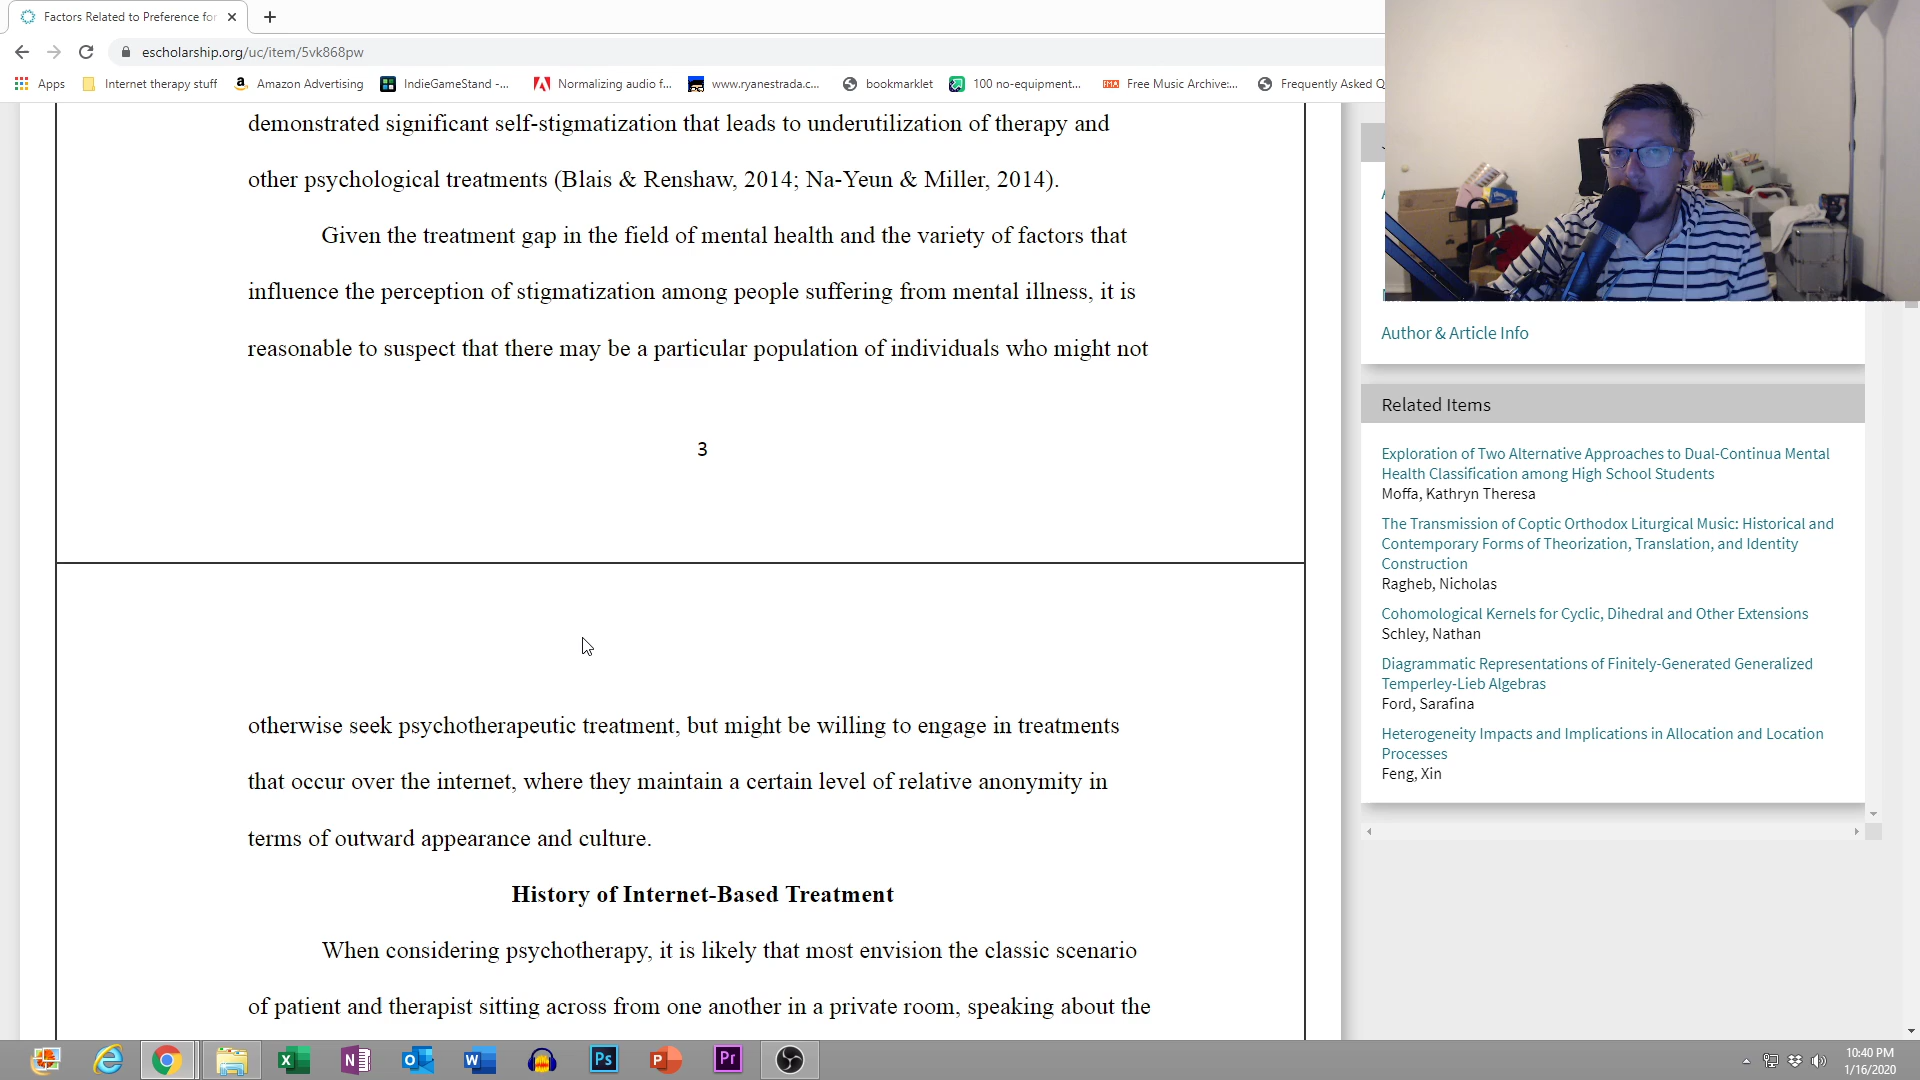 Factors Related to Preference for
escholarship.org/uc/item/5vk868pw
Apps
Internet therapy stuff
Amazon Advertising
IndieGameStand -...
Normalizing audio f...
www.ryanestrada.c...
bookmarklet
100 no-equipment...
Free Music Archive:...
Frequently Asked Q
demonstrated significant self-stigmatization that leads to underutilization of therapy and
other psychological treatments (Blais & Renshaw, 2014; Na-Yeun & Miller, 2014).
Given the treatment gap in the field of mental health and the variety of factors that
influence the perception of stigmatization among people suffering from mental illness, it is
reasonable to suspect that there may be a particular population of individuals who might not
3
otherwise seek psychotherapeutic treatment, but might be willing to engage in treatments
that occur over the internet, where they maintain a certain level of relative anonymity in
terms of outward appearance and culture.
History of Internet-Based Treatment
When considering psychotherapy, it is likely that most envision the classic scenario
of patient and therapist sitting across from one another in a private room, speaking about the
Author & Article Info
Related Items
Exploration of Two Alternative Approaches to Dual-Continua Mental
Health Classification among High School Students
Moffa, Kathryn Theresa
The Transmission of Coptic Orthodox Liturgical Music: Historical and
Contemporary Forms of Theorization, Translation, and Identity
Construction
Ragheb, Nicholas
Cohomological Kernels for Cyclic, Dihedral and Other Extensions
Schley, Nathan
Diagrammatic Representations of Finitely-Generated Generalized
Temperley-Lieb Algebras
Ford, Sarafina
Heterogeneity Impacts and Implications in Allocation and Location
Processes
Feng, Xin
10:40 PM
1/16/2020